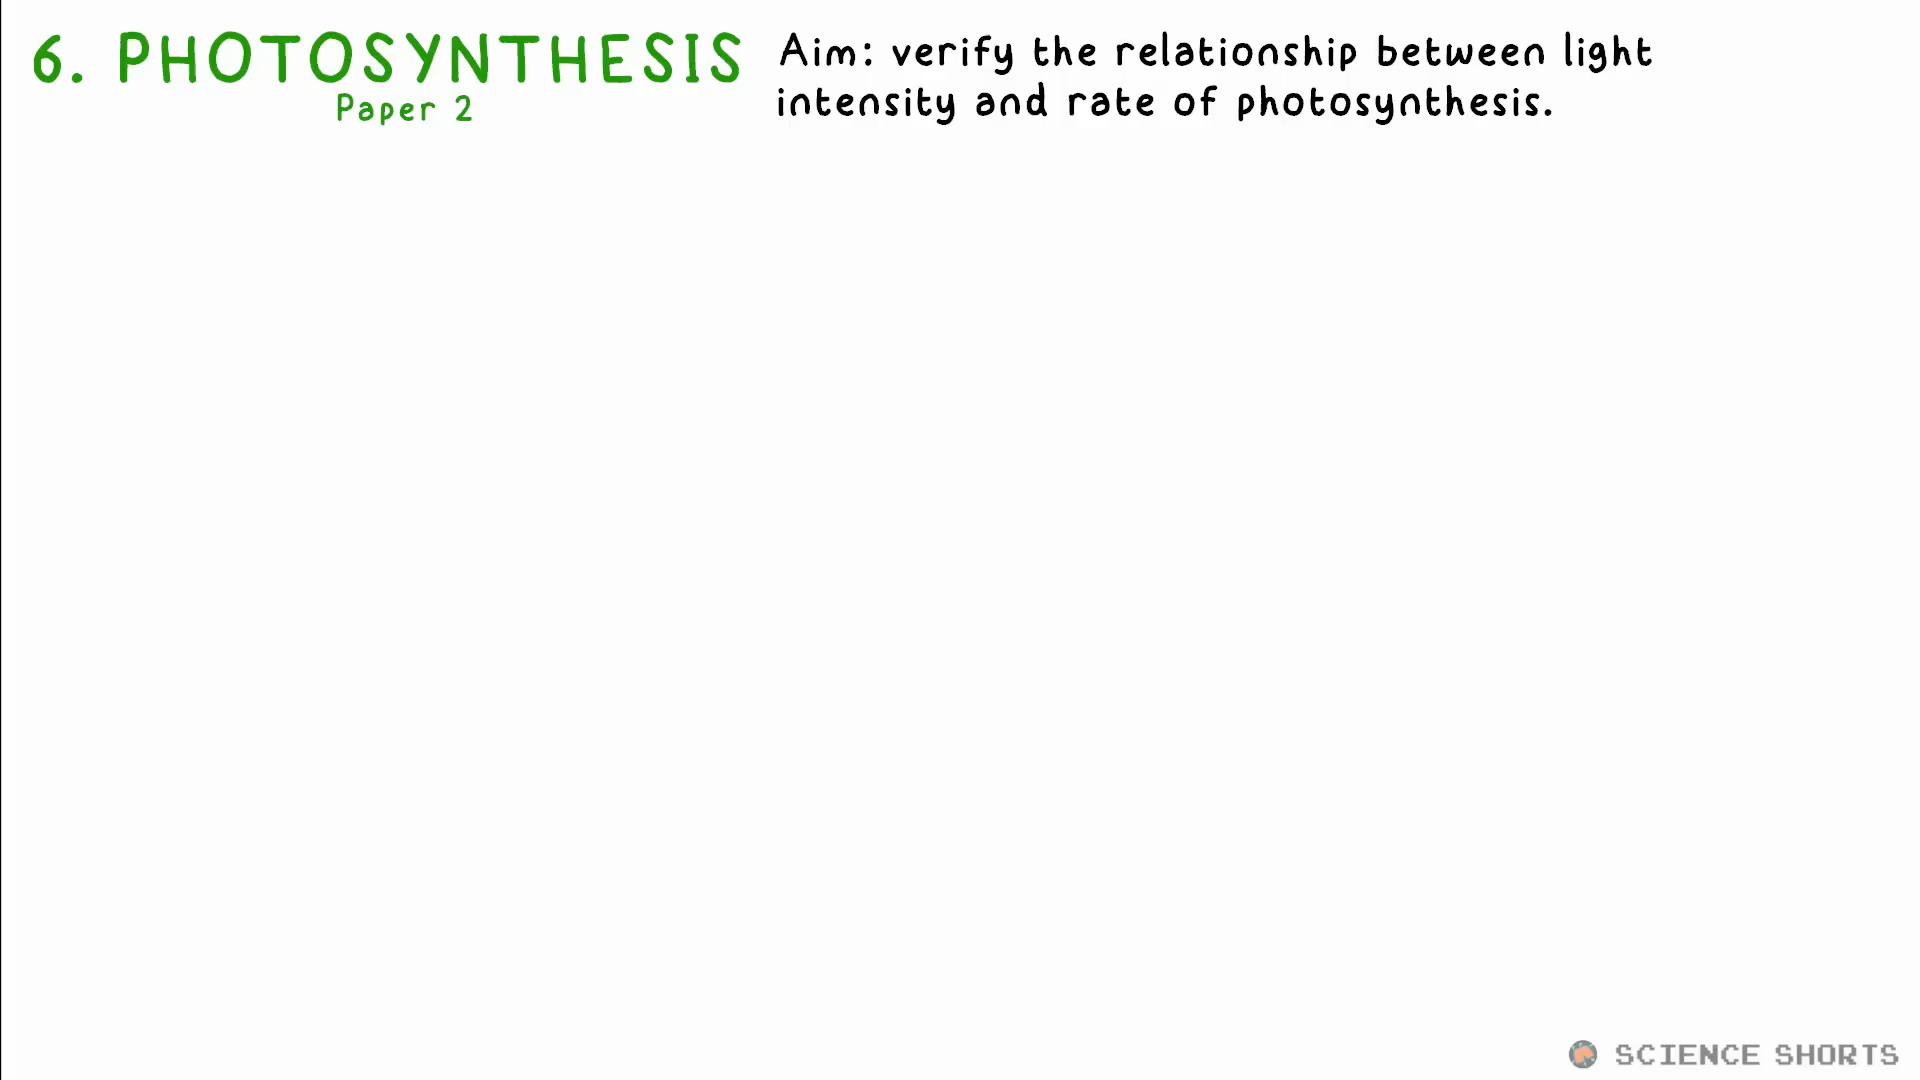 6. PHOTOSYNTHESIS
Paper 2
Aim: verify the relationship between light
intensity and rate of photosynthesis.
SCIENCE SHORTS